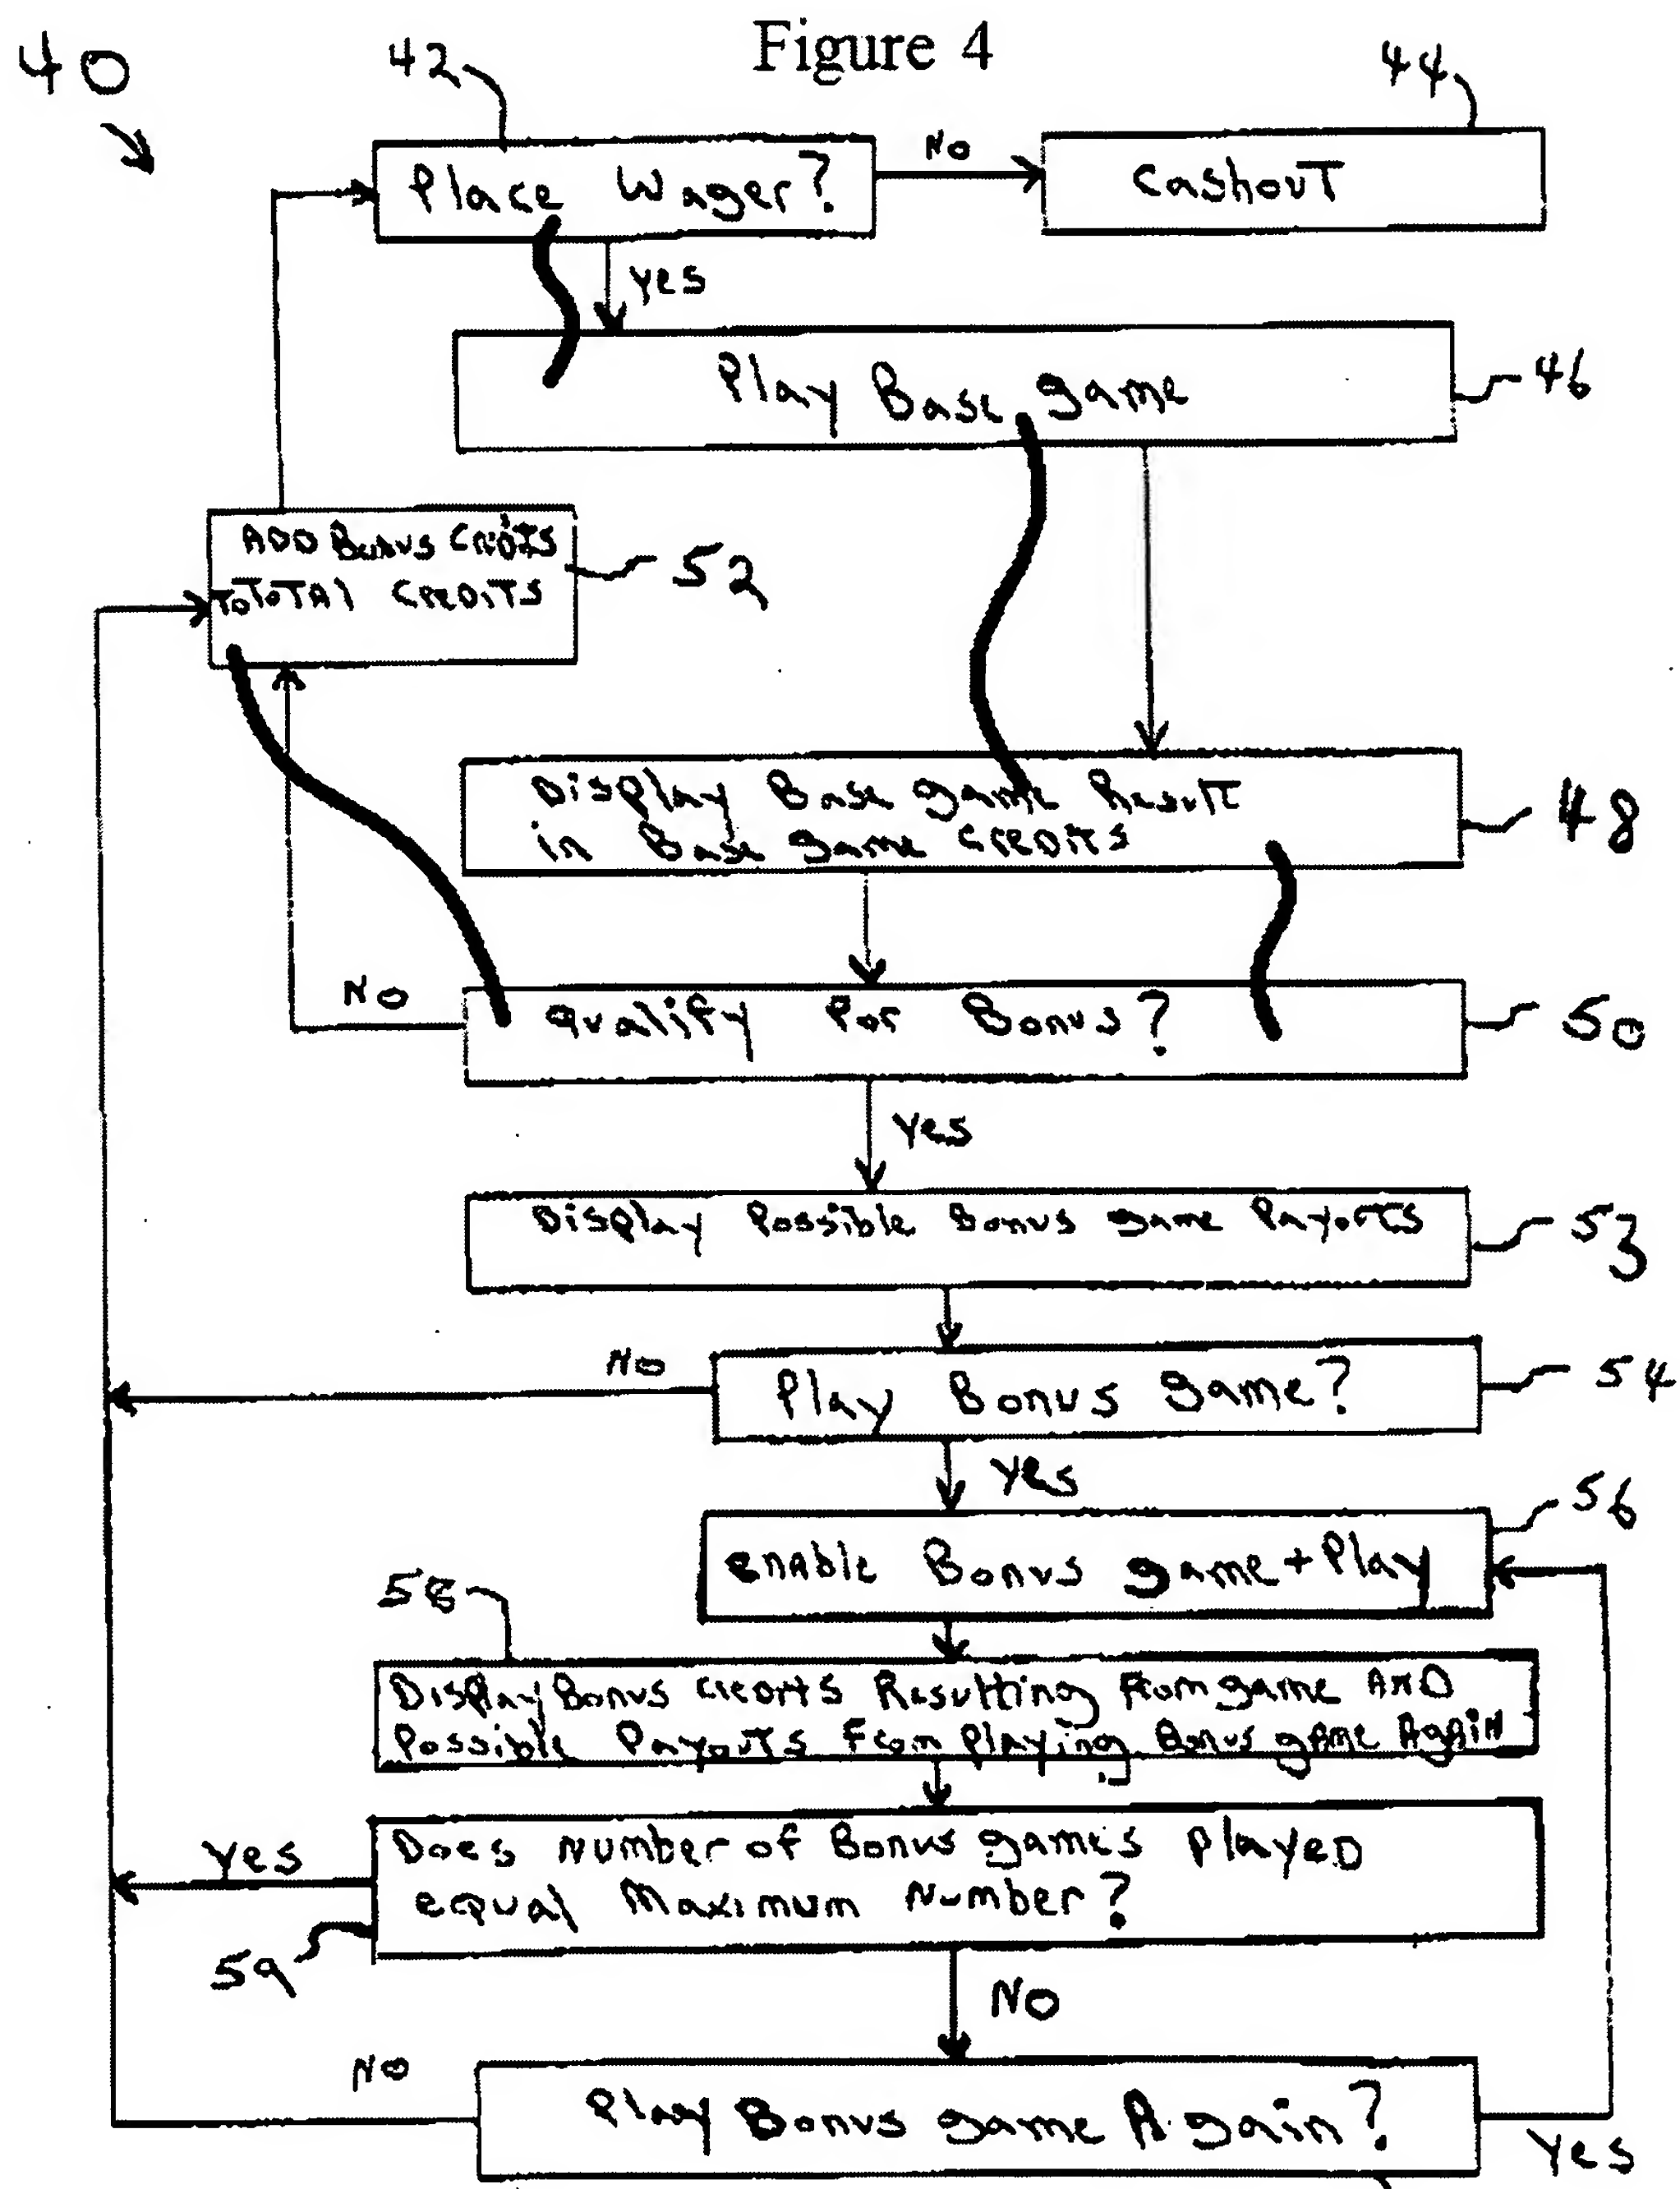 Figure 4
40
42
44
Place Wager?
No
Cashout
Yes
Play Base game
46
ADD Bonus Credits
To Total Credits
52
Display Base game Result
in Base game Credits
48
No
Qualify For Bonus?
50
Yes
Display Possible Bonus game Payouts
53
No
Play Bonus game?
54
Yes
56
enable Bonus game + Play
58
Display Bonus credits Resulting From game AND
Possible Payouts From Playing Bonus game Again
Yes
Does Number of Bonus games Played
equal Maximum Number?
59
No
No
Play Bonus game Again?
Yes